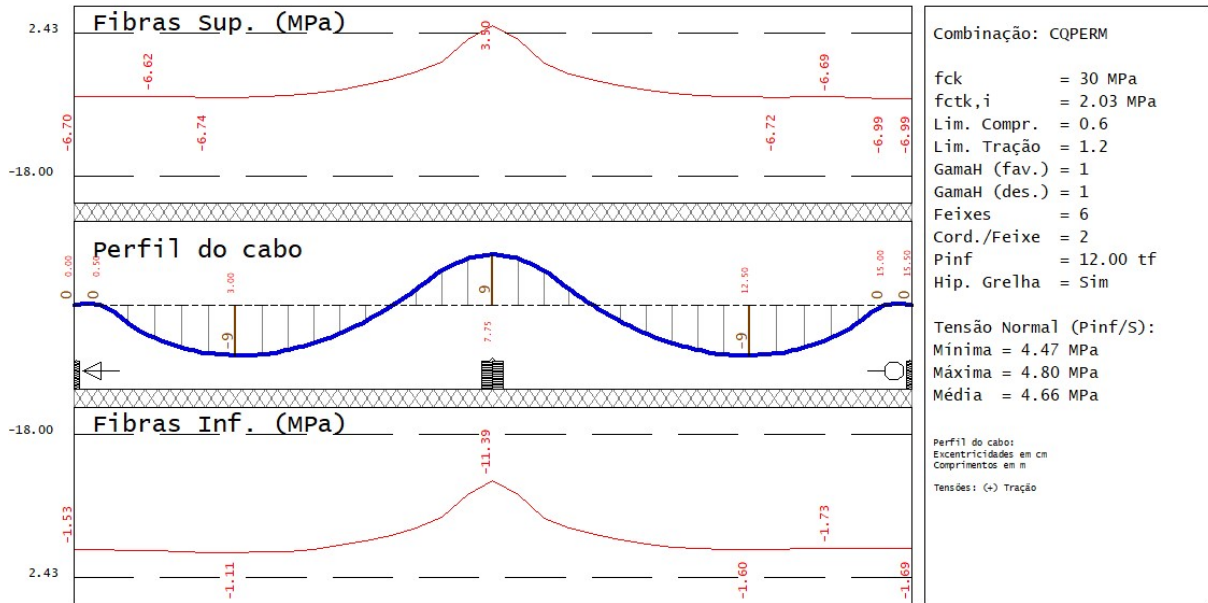 Fibras Sup. (MPa)
2.43
-18.00
-6.70
-6.62
-6.74
3.90
-6.69
-6.72
-6.99
-6.99
Perfil do cabo
0 0.00
0 0.50
3.00
-9
9
7.75
12.50
-9
0 15.00
0 15.50
Fibras Inf. (MPa)
-18.00
2.43
-1.53
-1.11
-11.39
-1.73
-1.60
-1.69
Combinação: CQPERM
fck = 30 MPa
fctk,i = 2.03 MPa
Lim. Compr. = 0.6
Lim. Tração = 1.2
GamaH (fav.) = 1
GamaH (des.) = 1
Feixes = 6
Cord./Feixe = 2
Pinf = 12.00 tf
Hip. Grelha = Sim
Tensão Normal (Pinf/S):
Mínima = 4.47 MPa
Máxima = 4.80 MPa
Média = 4.66 MPa
Perfil do cabo:
Excentricidades em cm
Comprimentos em m
Tensões: (+) Tração